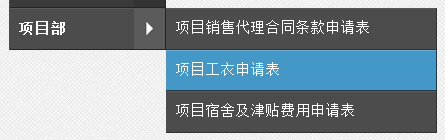 项目部
项目销售代理合同条款申请表
项目工衣申请表
项目宿舍及津贴费用申请表